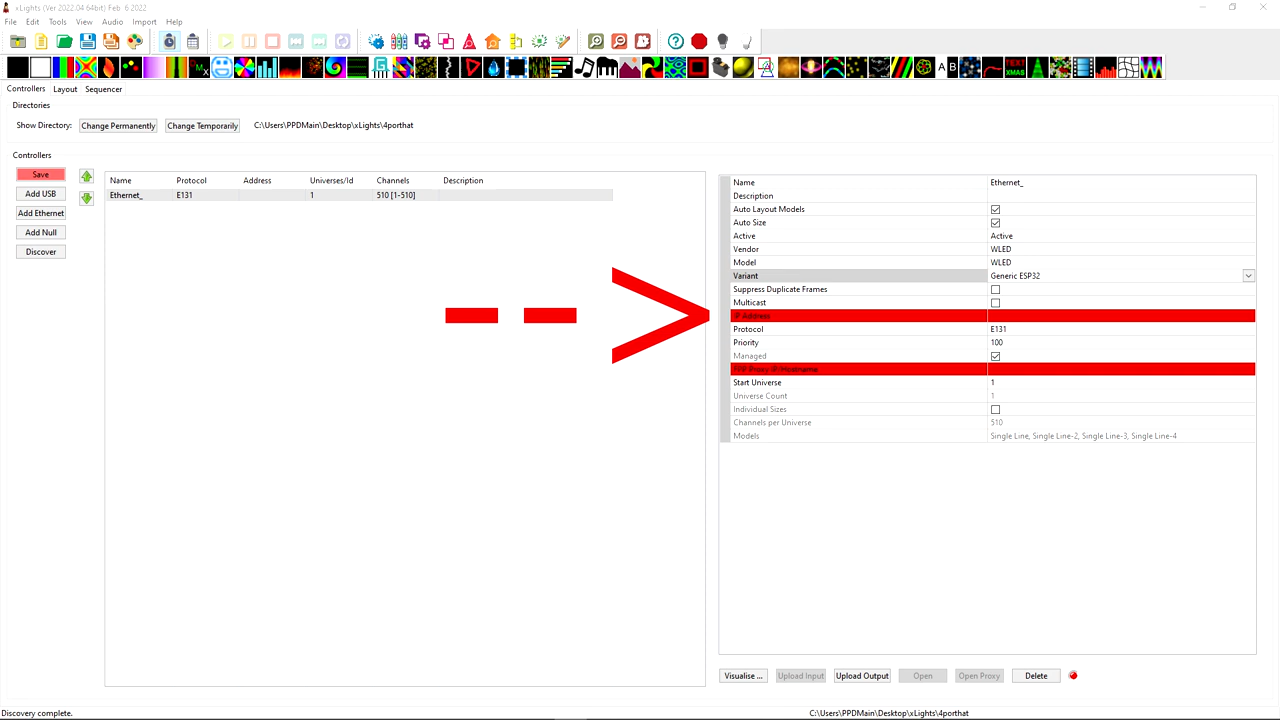 xLights (Ver 2022.04 64bit) Feb. 6 2022
File Edit Tools View Audio Import Help
Controllers Layout Sequencer
Directories
Show Directory: Change Permanently Change Temporarily C:\Users\PPDMain\Desktop\xLights\4porthat
Controllers
Save
Add USB
Add Ethernet
Add Null
Discover
Name Protocol Address Universes/Id Channels Description
Ethernet_ E131 1 510 [1-510]
Name Ethernet_
Description
Auto Layout Models
Auto Size
Active Active
Vendor WLED
Model WLED
Variant Generic ESP32
Suppress Duplicate Frames
Multicast
IP Address
Protocol E131
Priority 100
Managed
FPP Proxy IP/Hostname
Start Universe 1
Universe Count 1
Individual Sizes
Channels per Universe 510
Models Single Line, Single Line-2, Single Line-3, Single Line-4
Visualise ... Upload Input Upload Output Open Open Proxy Delete
Discovery complete. C:\Users\PPDMain\Desktop\xLights\4porthat